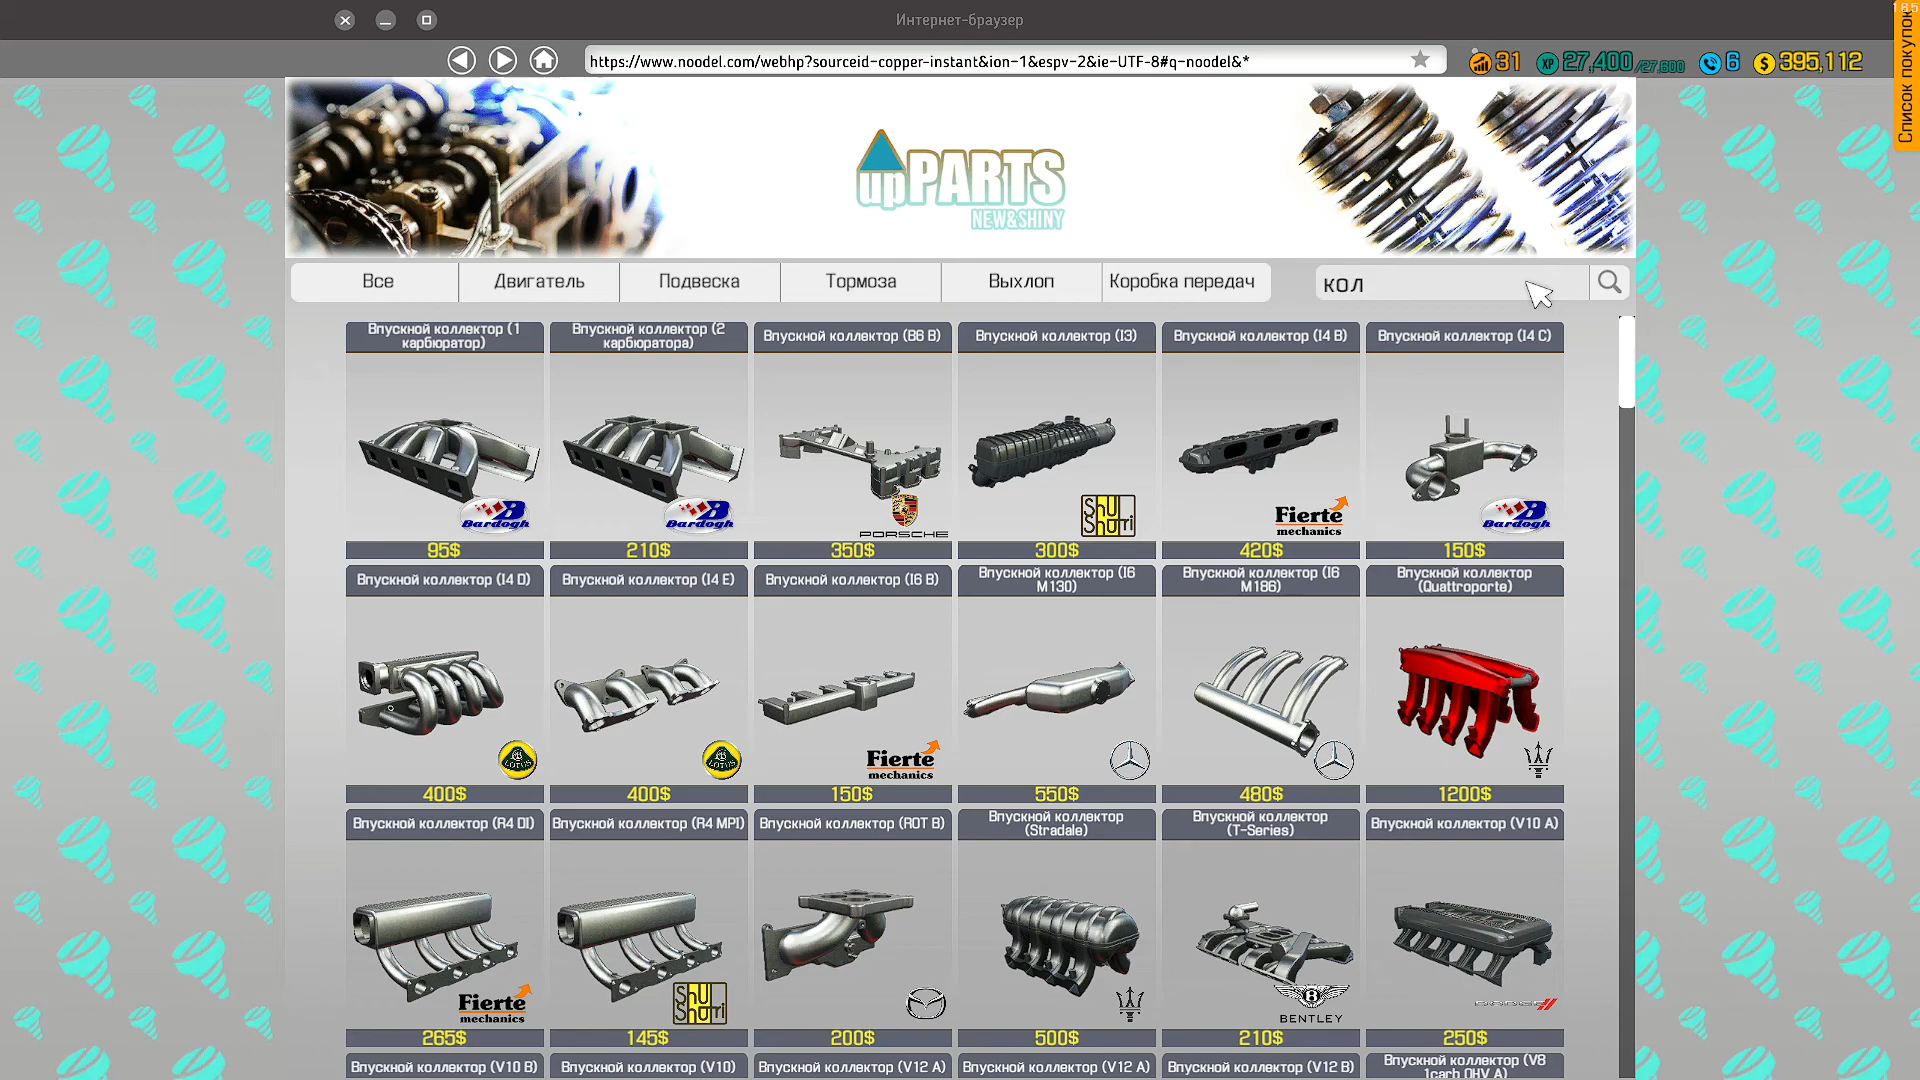 Интернет-браузер
165
Список покупок
https://www.noodel.com/webhp?sourceid-copper-instant&ion-1&espv-2&ie-UTF-8#q-noodel&*
31
XP 27,400/27,600
6
$ 395,112
upPARTS
NEW&SHINY
Все
Двигатель
Подвеска
Тормоза
Выхлоп
Коробка передач
кол
Впускной коллектор (1
карбюратор)
Впускной коллектор (2
карбюратора)
Впускной коллектор (B6 B)
Впускной коллектор (I3)
Впускной коллектор (I4 B)
Впускной коллектор (I4 C)
Bardogh
Bardogh
PORSCHE
Shu
Shurri
Fierte
mechanics
Bardogh
95$
210$
350$
300$
420$
150$
Впускной коллектор (I4 D)
Впускной коллектор (I4 E)
Впускной коллектор (I6 B)
Впускной коллектор (I6
M130)
Впускной коллектор (I6
M186)
Впускной коллектор
(Quattroporte)
LOTUS
LOTUS
Fierte
mechanics
400$
400$
150$
550$
480$
1200$
Впускной коллектор (R4 DI)
Впускной коллектор (R4 MPI)
Впускной коллектор (ROT B)
Впускной коллектор
(Stradale)
Впускной коллектор
(T-Series)
Впускной коллектор (V10 A)
Fierte
mechanics
Shu
Shurri
BENTLEY
DODGE
265$
145$
200$
500$
210$
250$
Впускной коллектор (V10 B)
Впускной коллектор (V10)
Впускной коллектор (V12 A)
Впускной коллектор (V12 A)
Впускной коллектор (V12 B)
Впускной коллектор (V8
1carb OHV A)